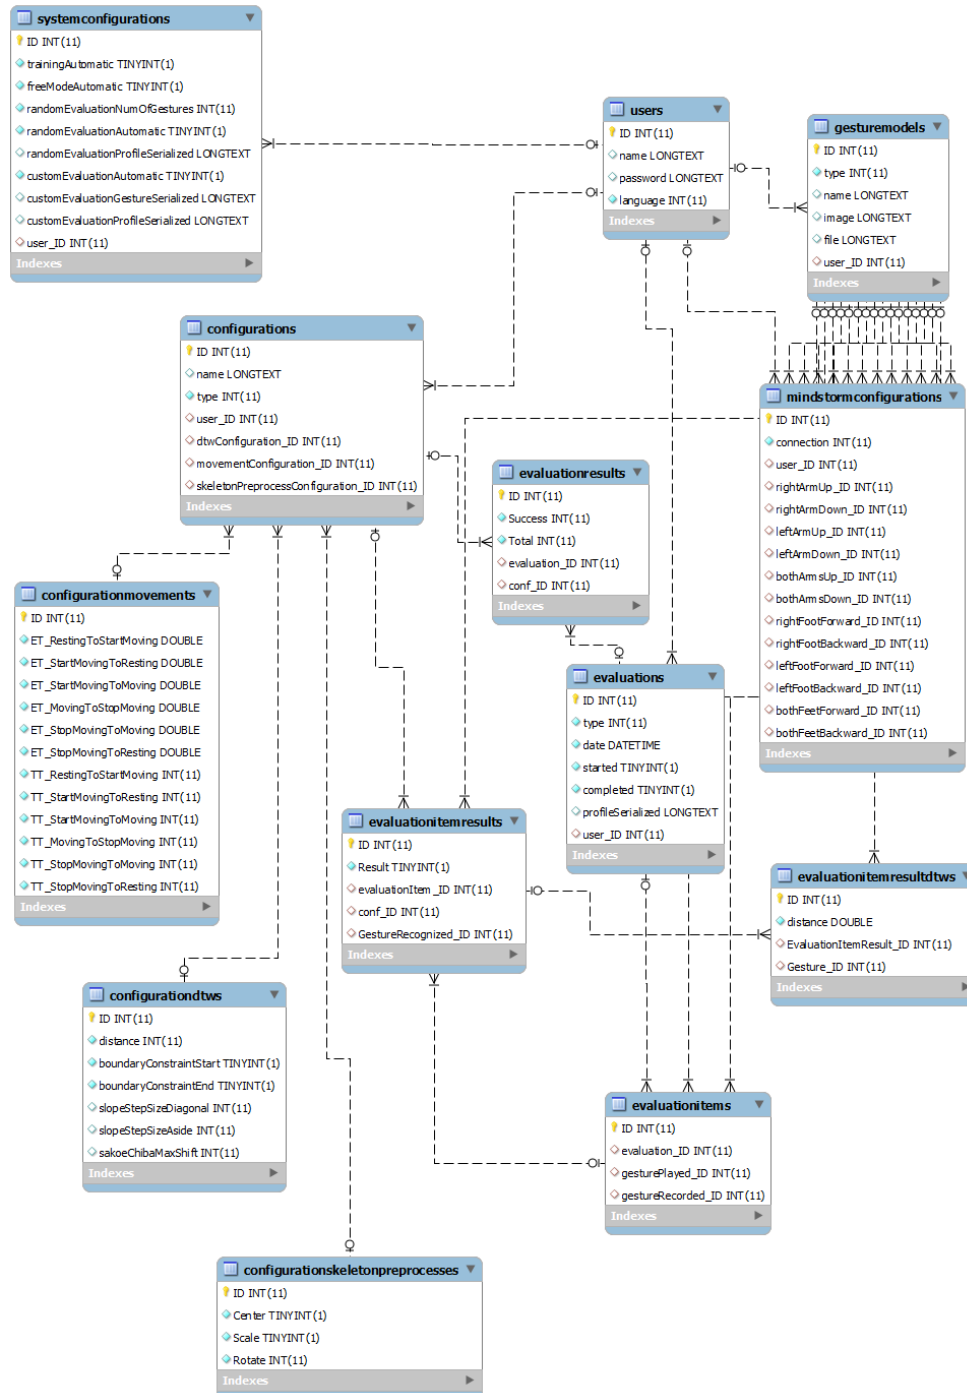 systemconfigurations
ID INT(11)
trainingAutomatic TINYINT(1)
freeModeAutomatic TINYINT(1)
randomEvaluationNumOfGestures INT(11)
randomEvaluationAutomatic TINYINT(1)
randomEvaluationProfileSerialized LONGTEXT
customEvaluationAutomatic TINYINT(1)
customEvaluationGestureSerialized LONGTEXT
customEvaluationProfileSerialized LONGTEXT
user_ID INT(11)
Indexes
users
ID INT(11)
name LONGTEXT
password LONGTEXT
language INT(11)
Indexes
gesturemodels
ID INT(11)
type INT(11)
name LONGTEXT
image LONGTEXT
file LONGTEXT
user_ID INT(11)
Indexes
configurations
ID INT(11)
name LONGTEXT
type INT(11)
user_ID INT(11)
dtwConfiguration_ID INT(11)
movementConfiguration_ID INT(11)
skeletonPreprocessConfiguration_ID INT(11)
Indexes
mindstormconfigurations
ID INT(11)
connection INT(11)
user_ID INT(11)
rightArmUp_ID INT(11)
rightArmDown_ID INT(11)
leftArmUp_ID INT(11)
leftArmDown_ID INT(11)
bothArmsUp_ID INT(11)
bothArmsDown_ID INT(11)
rightFootForward_ID INT(11)
rightFootBackward_ID INT(11)
leftFootForward_ID INT(11)
leftFootBackward_ID INT(11)
bothFeetForward_ID INT(11)
bothFeetBackward_ID INT(11)
Indexes
evaluationresults
ID INT(11)
Success INT(11)
Total INT(11)
evaluation_ID INT(11)
conf_ID INT(11)
Indexes
configurationmovements
ID INT(11)
ET_RestingToStartMoving DOUBLE
ET_StartMovingToResting DOUBLE
ET_StartMovingToMoving DOUBLE
ET_MovingToStopMoving DOUBLE
ET_StopMovingToMoving DOUBLE
ET_StopMovingToResting DOUBLE
TT_RestingToStartMoving INT(11)
TT_StartMovingToResting INT(11)
TT_StartMovingToMoving INT(11)
TT_MovingToStopMoving INT(11)
TT_StopMovingToMoving INT(11)
TT_StopMovingToResting INT(11)
Indexes
evaluations
ID INT(11)
type INT(11)
date DATETIME
started TINYINT(1)
completed TINYINT(1)
profileSerialized LONGTEXT
user_ID INT(11)
Indexes
evaluationitemresults
ID INT(11)
Result TINYINT(1)
evaluationItem_ID INT(11)
conf_ID INT(11)
GestureRecognized_ID INT(11)
Indexes
evaluationitemresultdtws
ID INT(11)
distance DOUBLE
EvaluationItemResult_ID INT(11)
Gesture_ID INT(11)
Indexes
configurationdtws
ID INT(11)
distance INT(11)
boundaryConstraintStart TINYINT(1)
boundaryConstraintEnd TINYINT(1)
slopeStepSizeDiagonal INT(11)
slopeStepSizeAside INT(11)
sakoeChibaMaxShift INT(11)
Indexes
evaluationitems
ID INT(11)
evaluation_ID INT(11)
gesturePlayed_ID INT(11)
gestureRecorded_ID INT(11)
Indexes
configurationskeletonpreprocesses
ID INT(11)
Center TINYINT(1)
Scale TINYINT(1)
Rotate INT(11)
Indexes